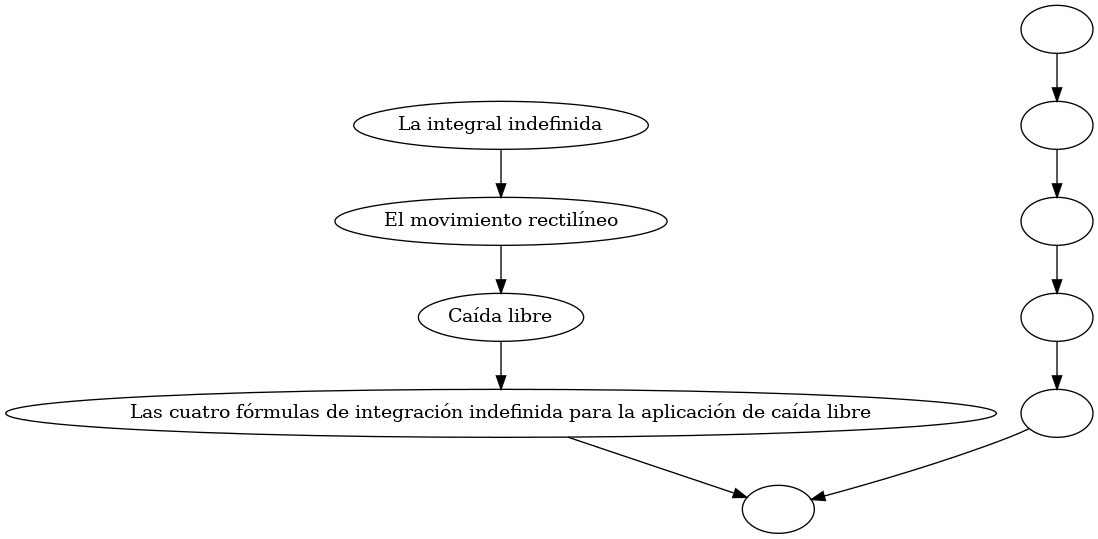 La integral indefinida
El movimiento rectilíneo
Caída libre
Las cuatro fórmulas de integración indefinida para la aplicación de caída libre